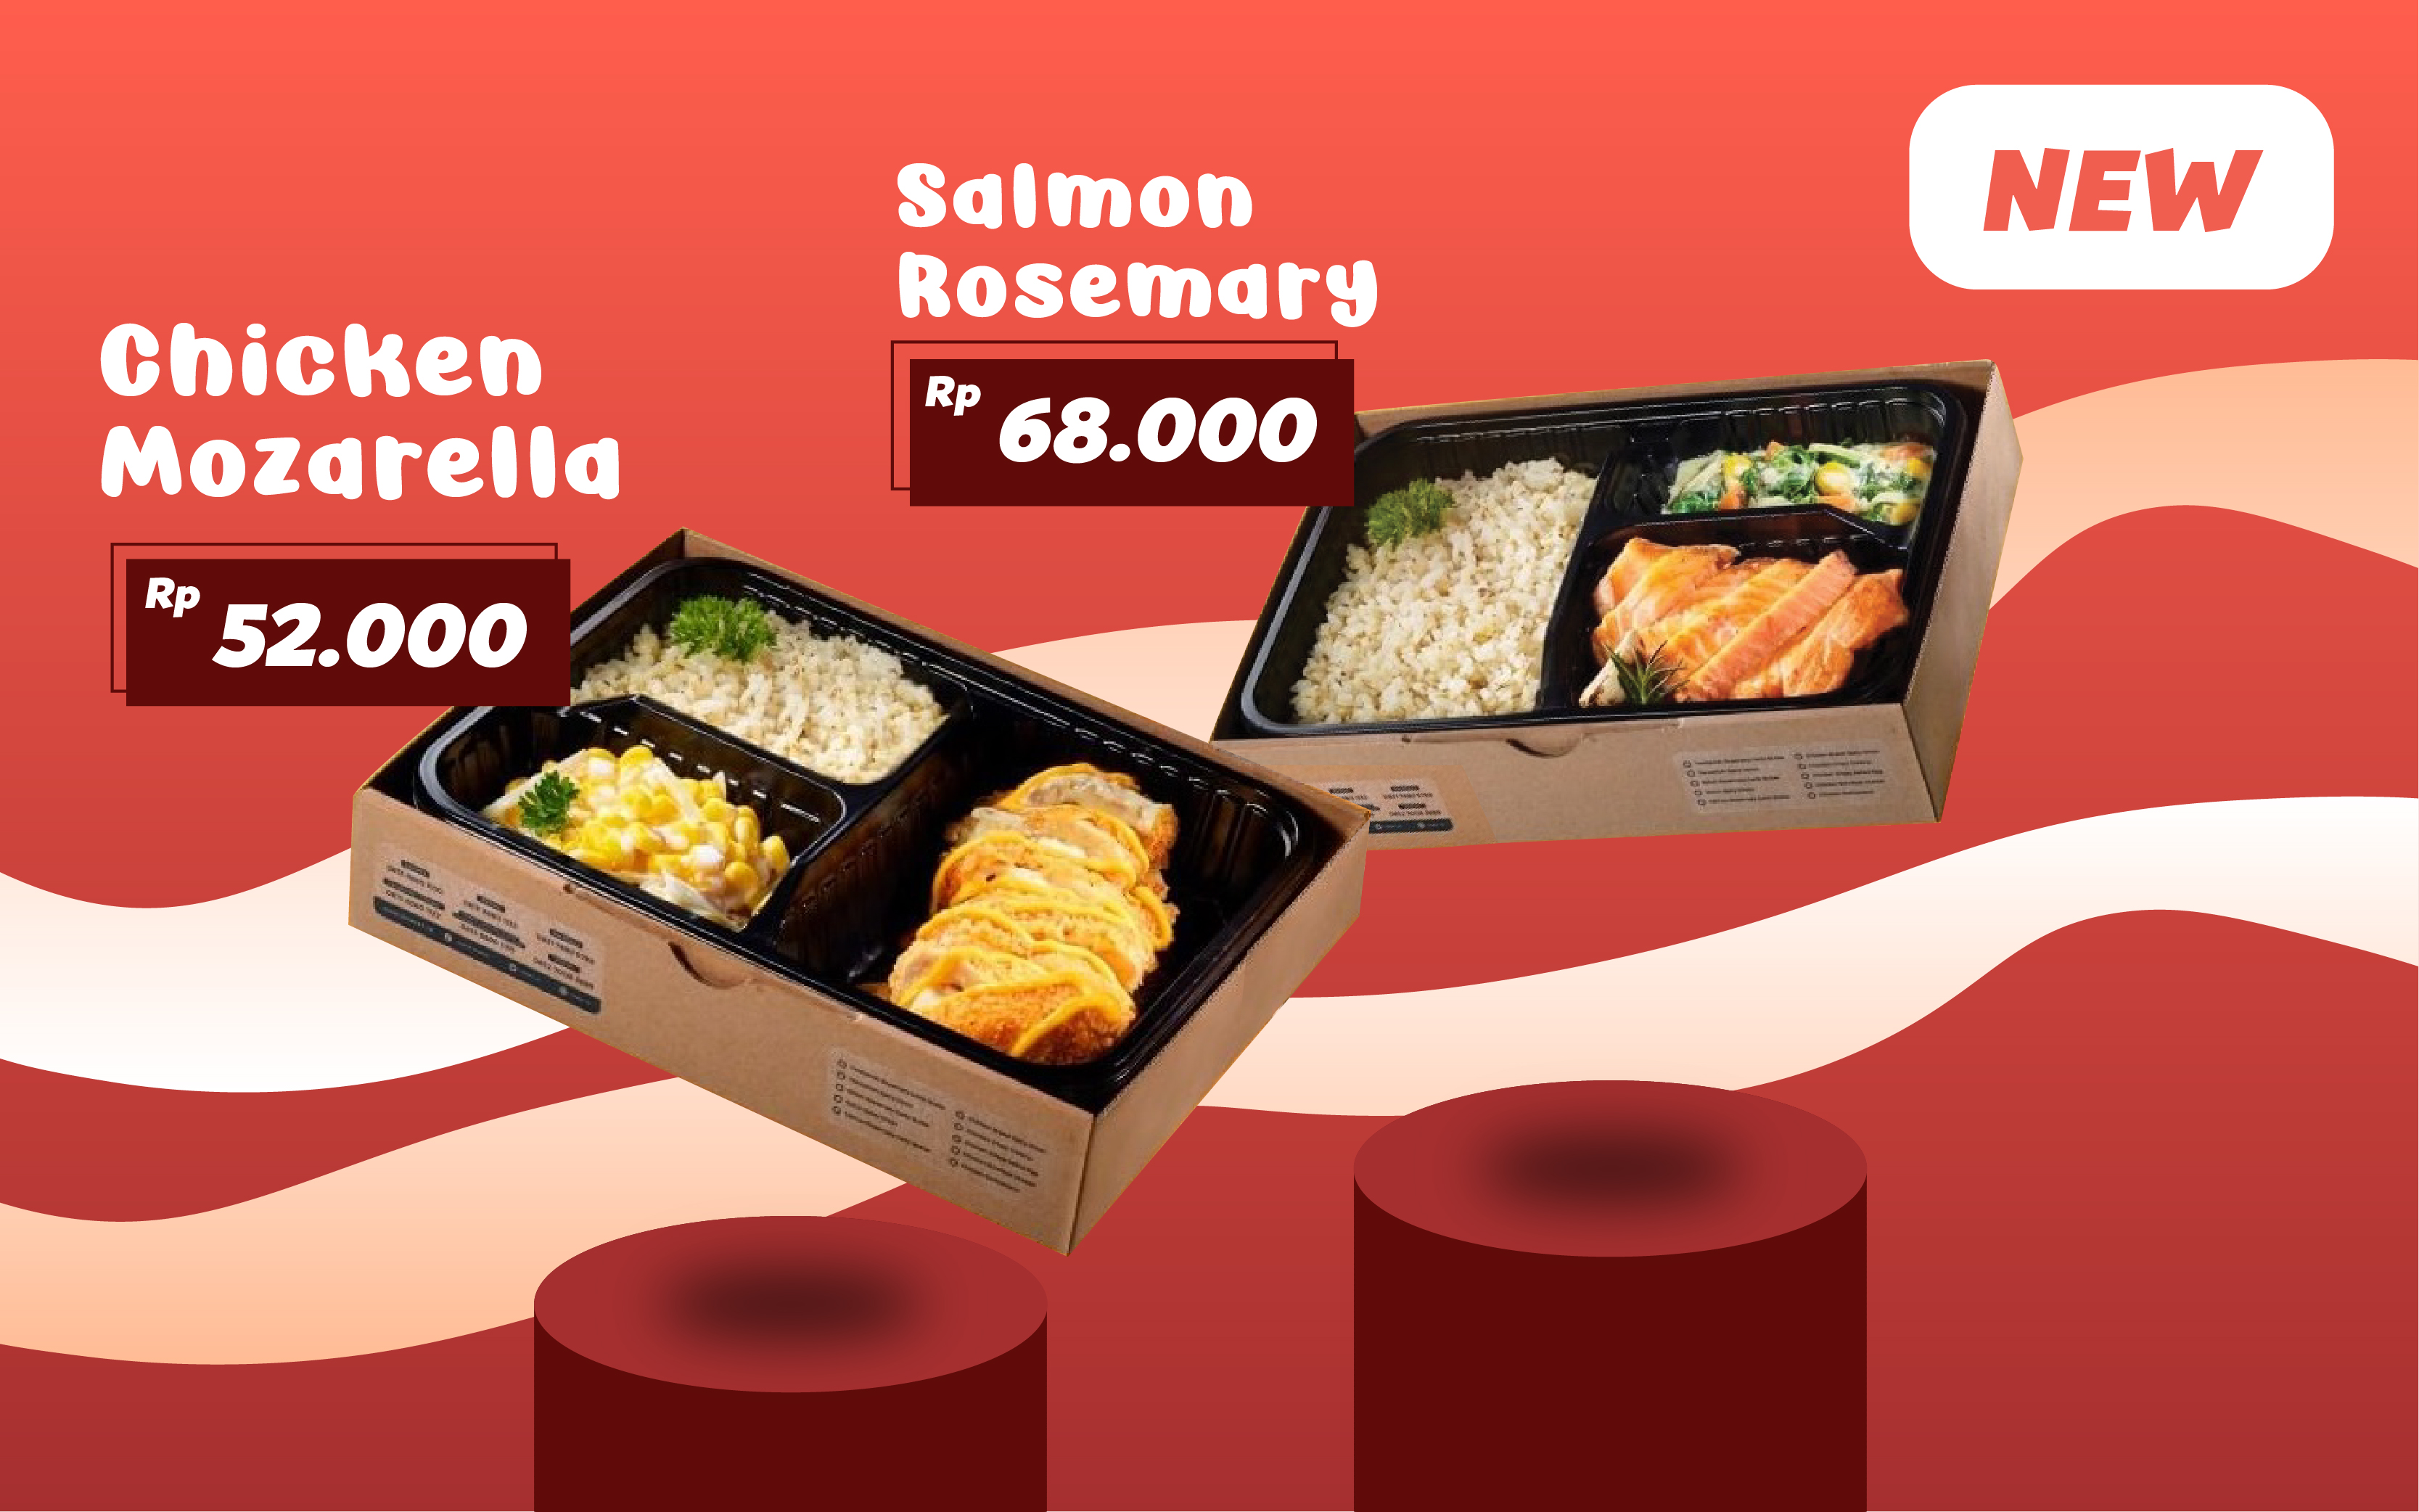 NEW
Salmon
Rosemary
Rp 68.000
Chicken
Mozarella
Rp 52.000